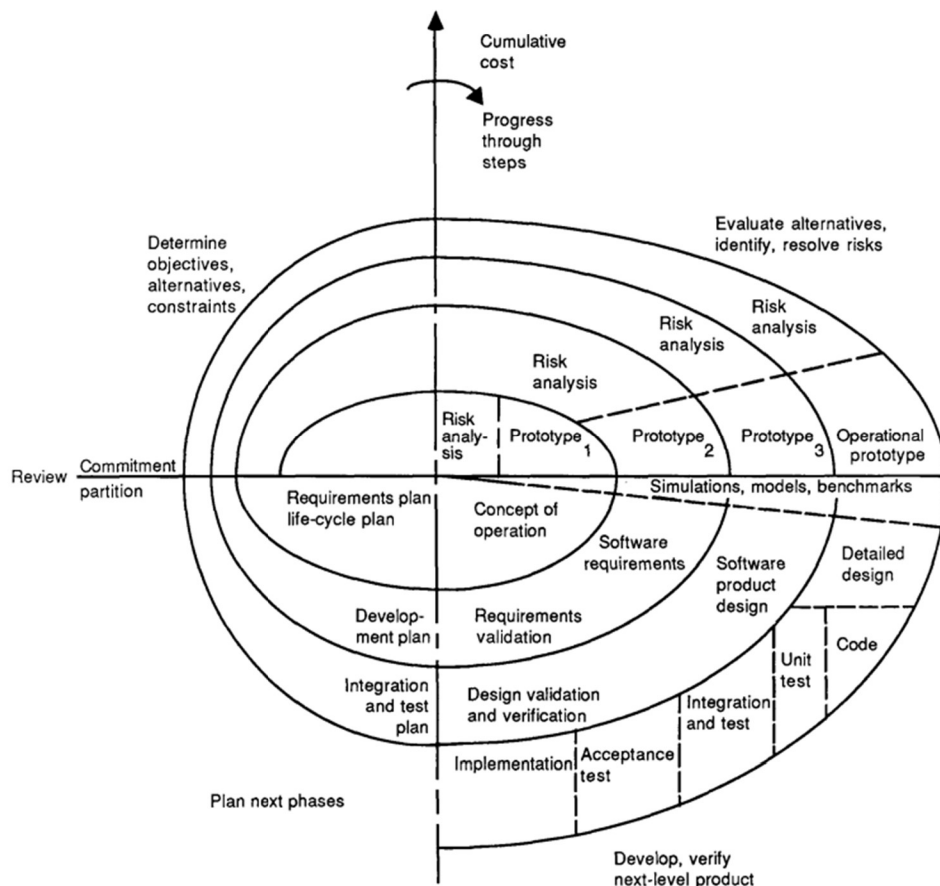 Cumulative
cost
Progress
through
steps
Evaluate alternatives,
identify, resolve risks
Determine
objectives,
alternatives,
constraints
Risk
analysis
Risk
analysis
Risk
analysis
Risk
analy-
sis
Prototype 1
Prototype 2
Prototype 3
Operational
prototype
Review
Commitment
partition
Simulations, models, benchmarks
Requirements plan
life-cycle plan
Concept of
operation
Software
requirements
Software
product
design
Detailed
design
Develop-
ment plan
Requirements
validation
Code
Unit
test
Integration
and test
plan
Design validation
and verification
Integration
and test
Acceptance
test
Implementation
Plan next phases
Develop, verify
next-level product